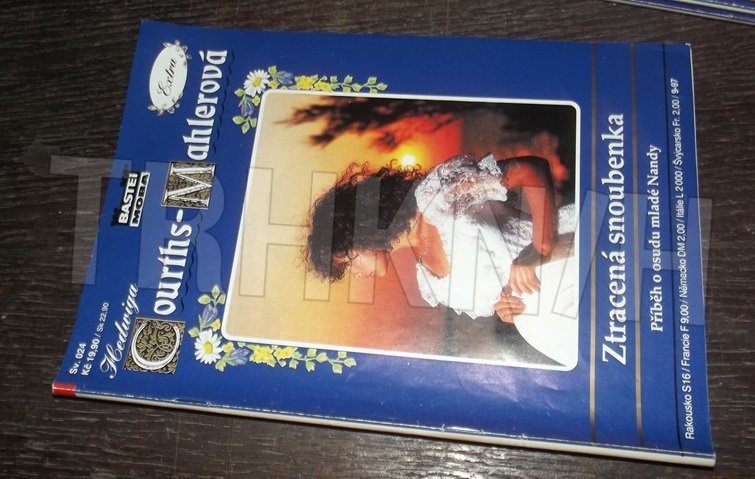 Sv. 024
Kč 19,90 / Sk 22,90
BASTEI
MOBA
Extra
Hedwiga
Courths-Mahlerová
Ztracená snoubenka
Příběh o osudu mladé Nandy
Rakousko S16 / Francie F 9,00 / Německo DM 2,00 / Itálie L 2000 / Švýcarsko Fr. 2,00 / 9-97
TRHKNIH